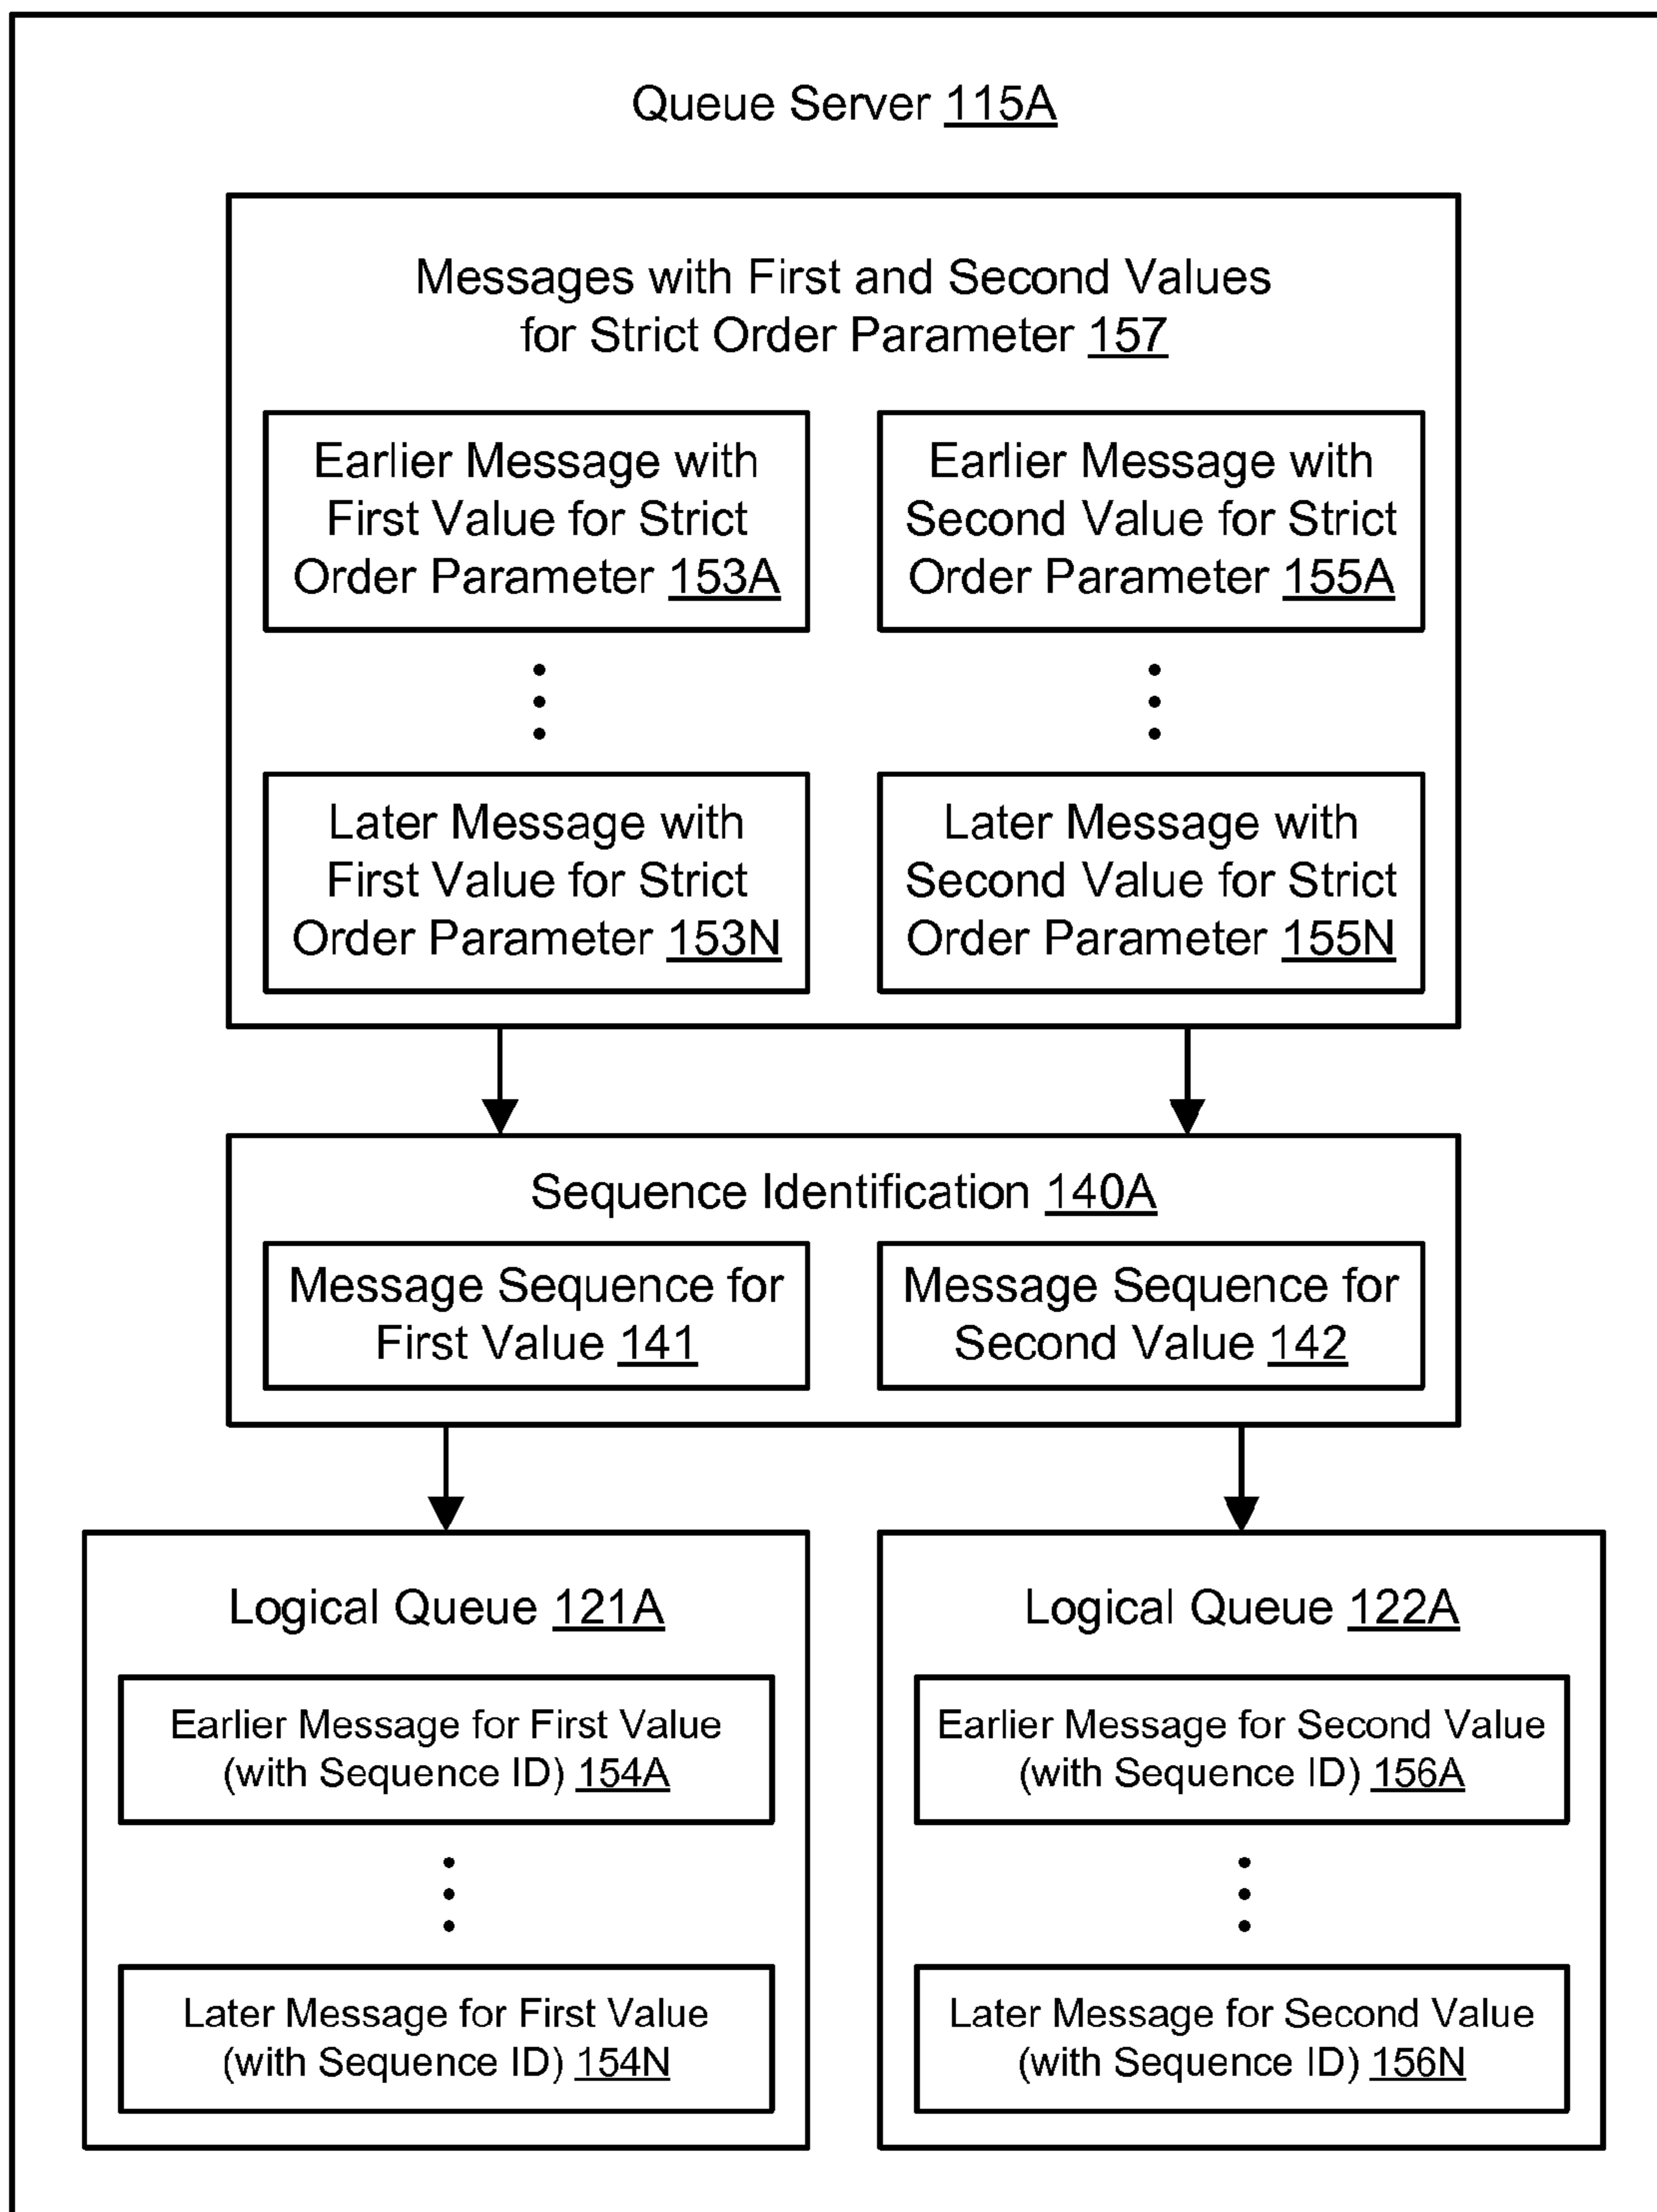 Queue Server 115A
Messages with First and Second Values
for Strict Order Parameter 157
Earlier Message with
First Value for Strict
Order Parameter 153A
Earlier Message with
Second Value for Strict
Order Parameter 155A
Later Message with
First Value for Strict
Order Parameter 153N
Later Message with
Second Value for Strict
Order Parameter 155N
Sequence Identification 140A
Message Sequence for
First Value 141
Message Sequence for
Second Value 142
Logical Queue 121A
Earlier Message for First Value
(with Sequence ID) 154A
Later Message for First Value
(with Sequence ID) 154N
Logical Queue 122A
Earlier Message for Second Value
(with Sequence ID) 156A
Later Message for Second Value
(with Sequence ID) 156N